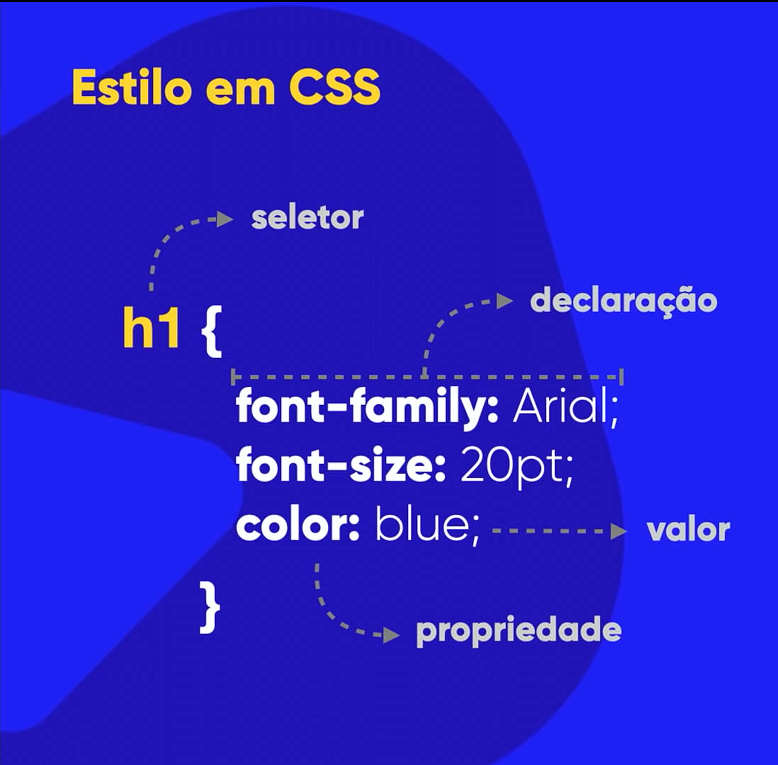 Estilo em CSS
seletor
h1 {
declaração
font-family: Arial;
font-size: 20pt;
color: blue;
valor
}
propriedade